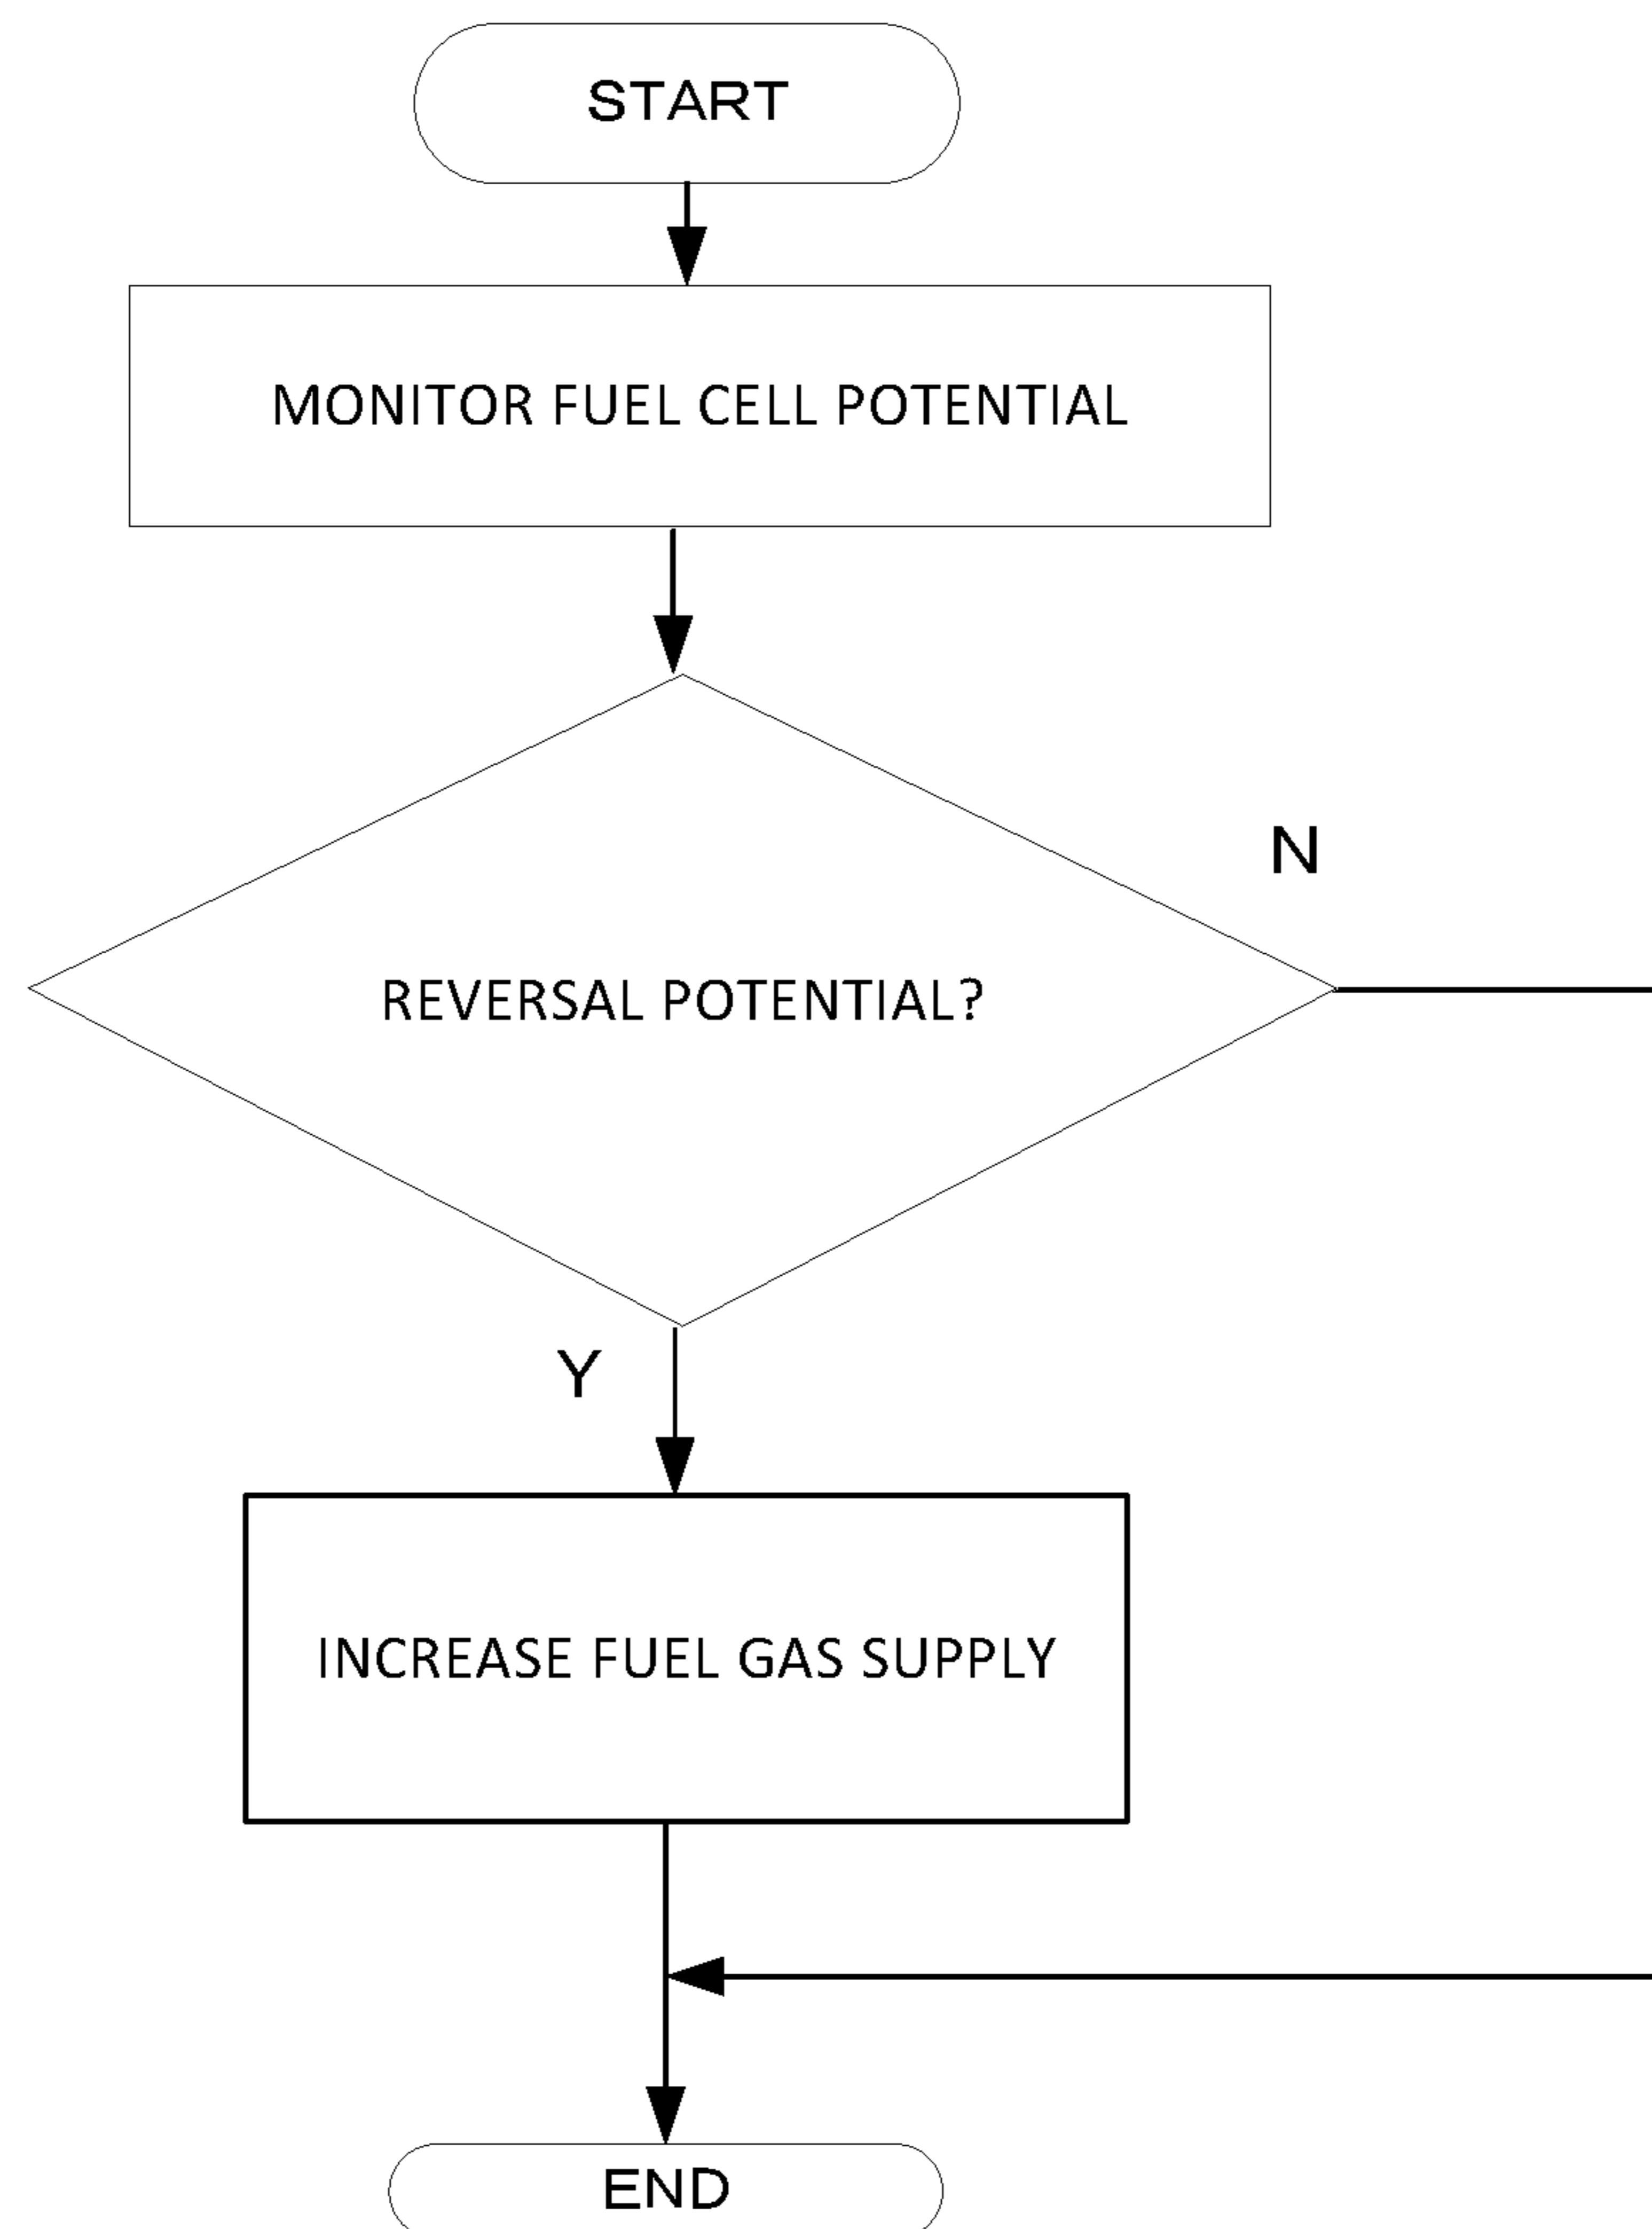 START
MONITOR FUEL CELL POTENTIAL
N
REVERSAL POTENTIAL?
Y
INCREASE FUEL GAS SUPPLY
END